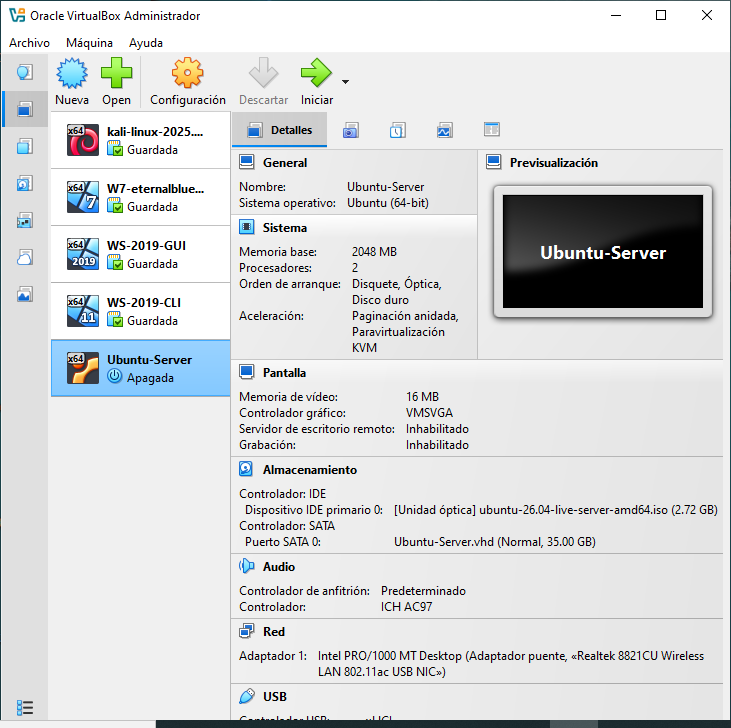 Oracle VirtualBox Administrador
Archivo Máquina Ayuda
Nueva Open Configuración Descartar Iniciar
x64 kali-linux-2025....
Guardada
x64 7 W7-eternalblue...
Guardada
x64 2019 WS-2019-GUI
Guardada
x64 11 WS-2019-CLI
Guardada
x64 Ubuntu-Server
Apagada
Detalles
General
Nombre: Ubuntu-Server
Sistema operativo: Ubuntu (64-bit)
Previsualización
Ubuntu-Server
Sistema
Memoria base: 2048 MB
Procesadores: 2
Orden de arranque: Disquete, Óptica,
Disco duro
Aceleración: Paginación anidada,
Paravirtualización
KVM
Pantalla
Memoria de vídeo: 16 MB
Controlador gráfico: VMSVGA
Servidor de escritorio remoto: Inhabilitado
Grabación: Inhabilitado
Almacenamiento
Controlador: IDE
Dispositivo IDE primario 0: [Unidad óptica] ubuntu-26.04-live-server-amd64.iso (2.72 GB)
Controlador: SATA
Puerto SATA 0: Ubuntu-Server.vhd (Normal, 35.00 GB)
Audio
Controlador de anfitrión: Predeterminado
Controlador: ICH AC97
Red
Adaptador 1: Intel PRO/1000 MT Desktop (Adaptador puente, «Realtek 8821CU Wireless
LAN 802.11ac USB NIC»)
USB